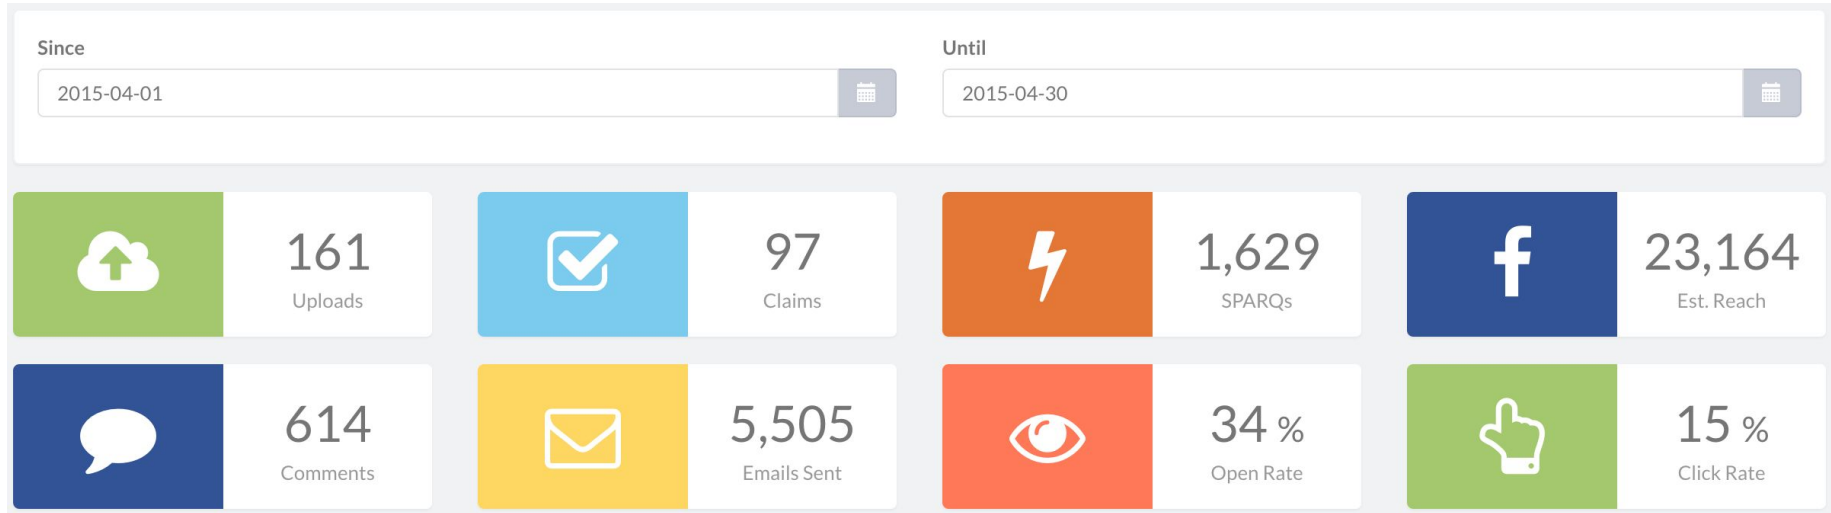 Since
Until
2015-04-01
2015-04-30
161
Uploads
97
Claims
1,629
SPARQs
23,164
Est. Reach
614
Comments
5,505
Emails Sent
34 %
Open Rate
15 %
Click Rate